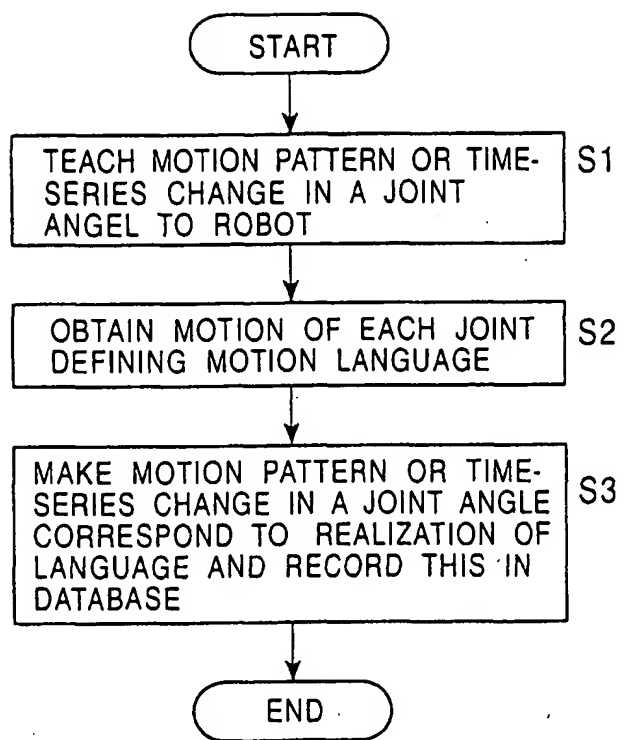 START
TEACH MOTION PATTERN OR TIME-
SERIES CHANGE IN A JOINT
ANGEL TO ROBOT
S1
OBTAIN MOTION OF EACH JOINT
DEFINING MOTION LANGUAGE
S2
MAKE MOTION PATTERN OR TIME-
SERIES CHANGE IN A JOINT ANGLE
CORRESPOND TO REALIZATION OF
LANGUAGE AND RECORD THIS IN
DATABASE
S3
END